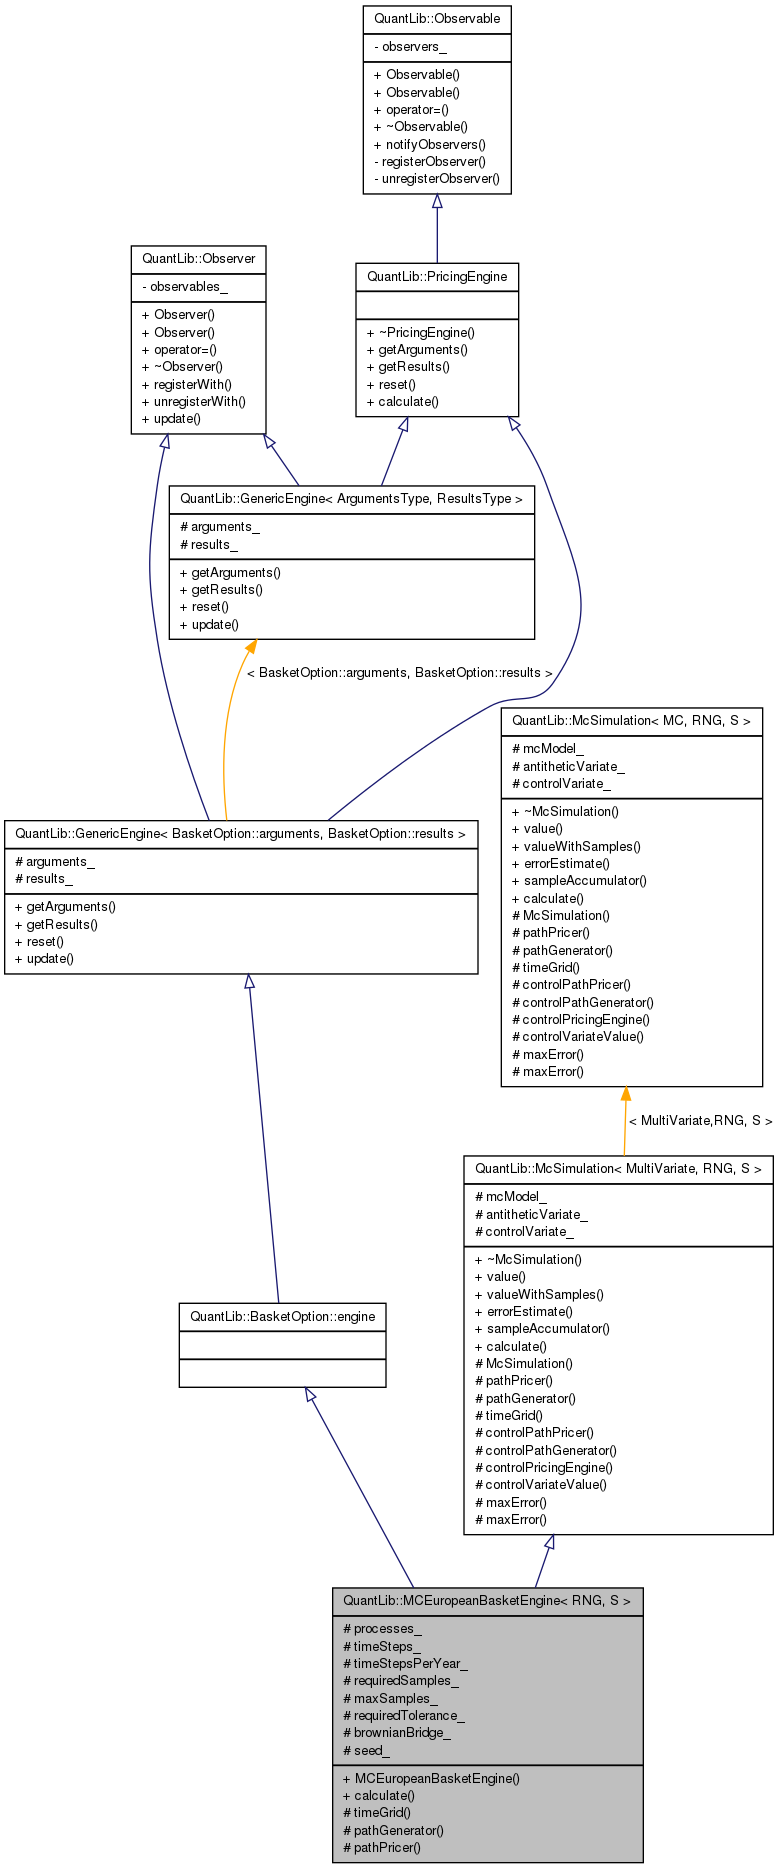 QuantLib::Observable
- observers_
+ Observable()
+ Observable()
+ operator=()
+ ~Observable()
+ notifyObservers()
- registerObserver()
- unregisterObserver()
QuantLib::Observer
- observables_
+ Observer()
+ Observer()
+ operator=()
+ ~Observer()
+ registerWith()
+ unregisterWith()
+ update()
QuantLib::PricingEngine
+ ~PricingEngine()
+ getArguments()
+ getResults()
+ reset()
+ calculate()
QuantLib::GenericEngine< ArgumentsType, ResultsType >
# arguments_
# results_
+ getArguments()
+ getResults()
+ reset()
+ update()
< BasketOption::arguments, BasketOption::results >
QuantLib::McSimulation< MC, RNG, S >
# mcModel_
# antitheticVariate_
# controlVariate_
+ ~McSimulation()
+ value()
+ valueWithSamples()
+ errorEstimate()
+ sampleAccumulator()
+ calculate()
# McSimulation()
# pathPricer()
# pathGenerator()
# timeGrid()
# controlPathPricer()
# controlPathGenerator()
# controlPricingEngine()
# controlVariateValue()
# maxError()
# maxError()
QuantLib::GenericEngine< BasketOption::arguments, BasketOption::results >
# arguments_
# results_
+ getArguments()
+ getResults()
+ reset()
+ update()
< MultiVariate,RNG, S >
QuantLib::McSimulation< MultiVariate, RNG, S >
# mcModel_
# antitheticVariate_
# controlVariate_
+ ~McSimulation()
+ value()
+ valueWithSamples()
+ errorEstimate()
+ sampleAccumulator()
+ calculate()
# McSimulation()
# pathPricer()
# pathGenerator()
# timeGrid()
# controlPathPricer()
# controlPathGenerator()
# controlPricingEngine()
# controlVariateValue()
# maxError()
# maxError()
QuantLib::BasketOption::engine
QuantLib::MCEuropeanBasketEngine< RNG, S >
# processes_
# timeSteps_
# timeStepsPerYear_
# requiredSamples_
# maxSamples_
# requiredTolerance_
# brownianBridge_
# seed_
+ MCEuropeanBasketEngine()
+ calculate()
# timeGrid()
# pathGenerator()
# pathPricer()